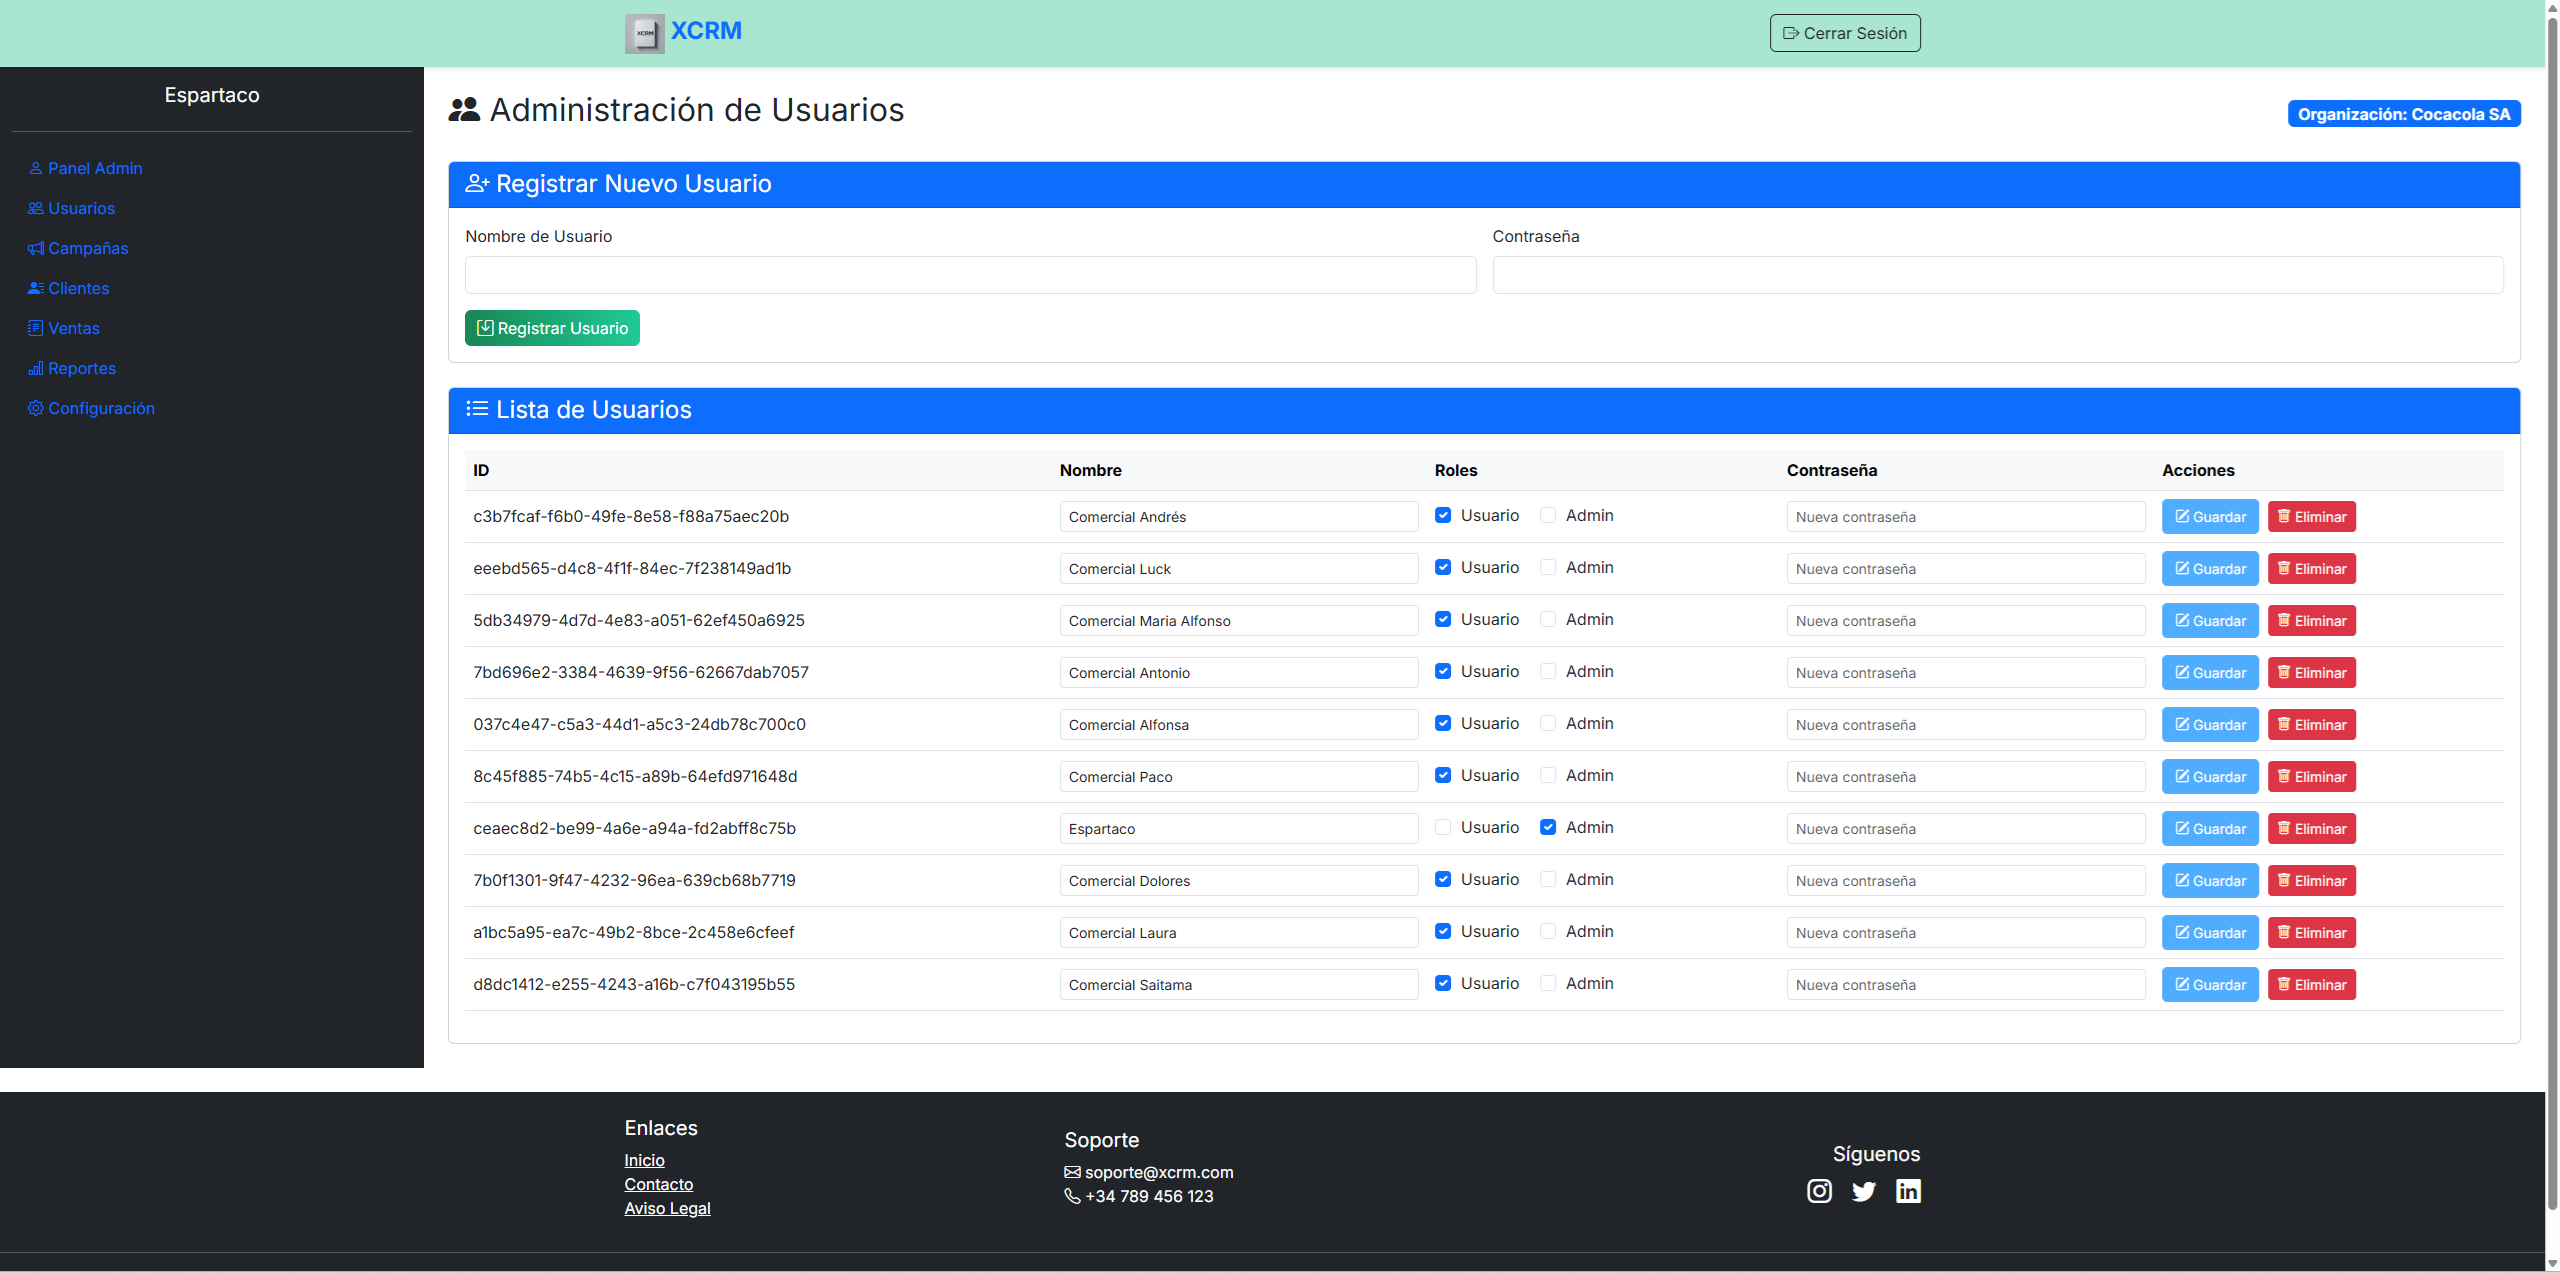 XCRM XCRM Cerrar Sesión
Espartaco
Panel Admin
Usuarios
Campañas
Clientes
Ventas
Reportes
Configuración
Administración de Usuarios Organización: Cocacola SA
Registrar Nuevo Usuario
Nombre de Usuario Contraseña
Registrar Usuario
Lista de Usuarios
ID Nombre Roles Contraseña Acciones
c3b7fcaf-f6b0-49fe-8e58-f88a75aec20b Comercial Andrés Usuario Admin Nueva contraseña Guardar Eliminar
eeebd565-d4c8-4f1f-84ec-7f238149ad1b Comercial Luck Usuario Admin Nueva contraseña Guardar Eliminar
5db34979-4d7d-4e83-a051-62ef450a6925 Comercial Maria Alfonso Usuario Admin Nueva contraseña Guardar Eliminar
7bd696e2-3384-4639-9f56-62667dab7057 Comercial Antonio Usuario Admin Nueva contraseña Guardar Eliminar
037c4e47-c5a3-44d1-a5c3-24db78c700c0 Comercial Alfonsa Usuario Admin Nueva contraseña Guardar Eliminar
8c45f885-74b5-4c15-a89b-64efd971648d Comercial Paco Usuario Admin Nueva contraseña Guardar Eliminar
ceaec8d2-be99-4a6e-a94a-fd2abff8c75b Espartaco Usuario Admin Nueva contraseña Guardar Eliminar
7b0f1301-9f47-4232-96ea-639cb68b7719 Comercial Dolores Usuario Admin Nueva contraseña Guardar Eliminar
a1bc5a95-ea7c-49b2-8bce-2c458e6cfeef Comercial Laura Usuario Admin Nueva contraseña Guardar Eliminar
d8dc1412-e255-4243-a16b-c7f043195b55 Comercial Saitama Usuario Admin Nueva contraseña Guardar Eliminar
Enlaces
Inicio
Contacto
Aviso Legal
Soporte
soporte@xcrm.com
+34 789 456 123
Síguenos